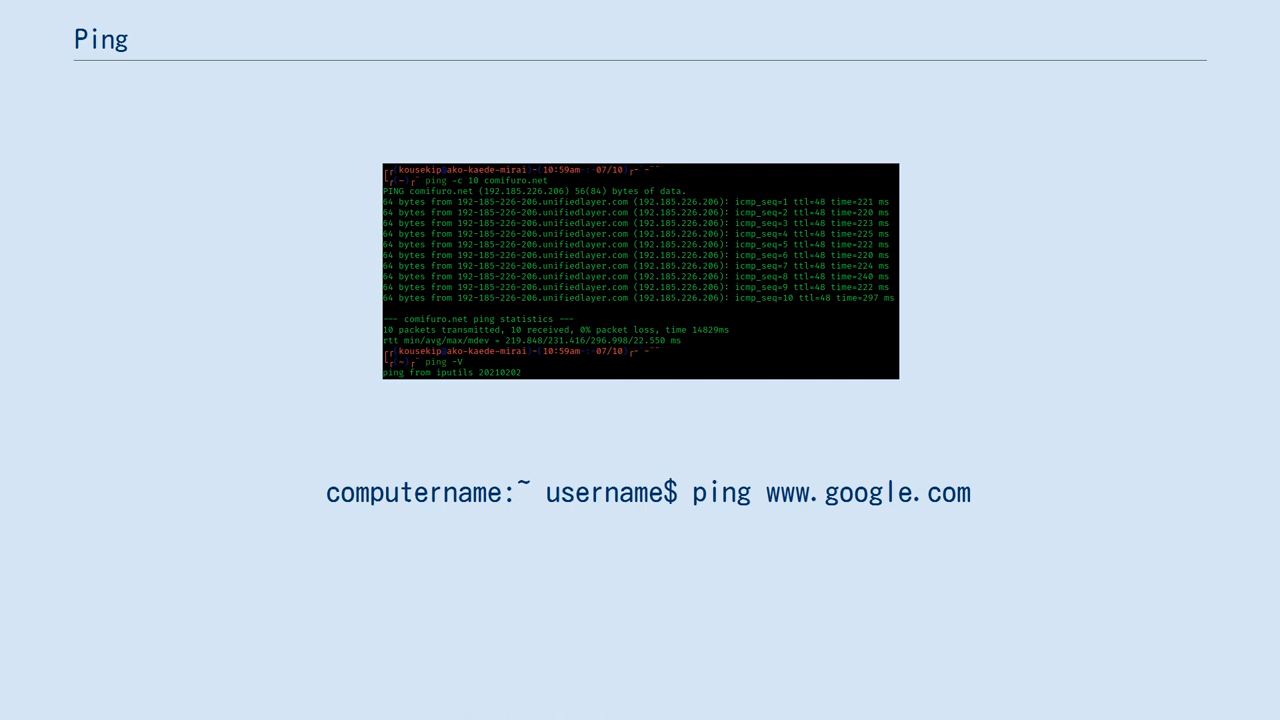 Ping
kousekip@ako-kaede-mirai)-(10:59am-:-07/10)
(~) ping -c 10 comifuro.net
PING comifuro.net (192.185.226.206) 56(84) bytes of data.
64 bytes from 192-185-226-206.unifiedlayer.com (192.185.226.206): icmp_seq=1 ttl=48 time=221 ms
64 bytes from 192-185-226-206.unifiedlayer.com (192.185.226.206): icmp_seq=2 ttl=48 time=220 ms
64 bytes from 192-185-226-206.unifiedlayer.com (192.185.226.206): icmp_seq=3 ttl=48 time=223 ms
64 bytes from 192-185-226-206.unifiedlayer.com (192.185.226.206): icmp_seq=4 ttl=48 time=225 ms
64 bytes from 192-185-226-206.unifiedlayer.com (192.185.226.206): icmp_seq=5 ttl=48 time=222 ms
64 bytes from 192-185-226-206.unifiedlayer.com (192.185.226.206): icmp_seq=6 ttl=48 time=220 ms
64 bytes from 192-185-226-206.unifiedlayer.com (192.185.226.206): icmp_seq=7 ttl=48 time=224 ms
64 bytes from 192-185-226-206.unifiedlayer.com (192.185.226.206): icmp_seq=8 ttl=48 time=240 ms
64 bytes from 192-185-226-206.unifiedlayer.com (192.185.226.206): icmp_seq=9 ttl=48 time=222 ms
64 bytes from 192-185-226-206.unifiedlayer.com (192.185.226.206): icmp_seq=10 ttl=48 time=297 ms
--- comifuro.net ping statistics ---
10 packets transmitted, 10 received, 0% packet loss, time 14829ms
rtt min/avg/max/mdev = 219.848/231.416/296.998/22.550 ms
kousekip@ako-kaede-mirai)-(10:59am-:-07/10)
(~) ping -V
ping from iputils 20210202
computername:~ username$ ping www.google.com